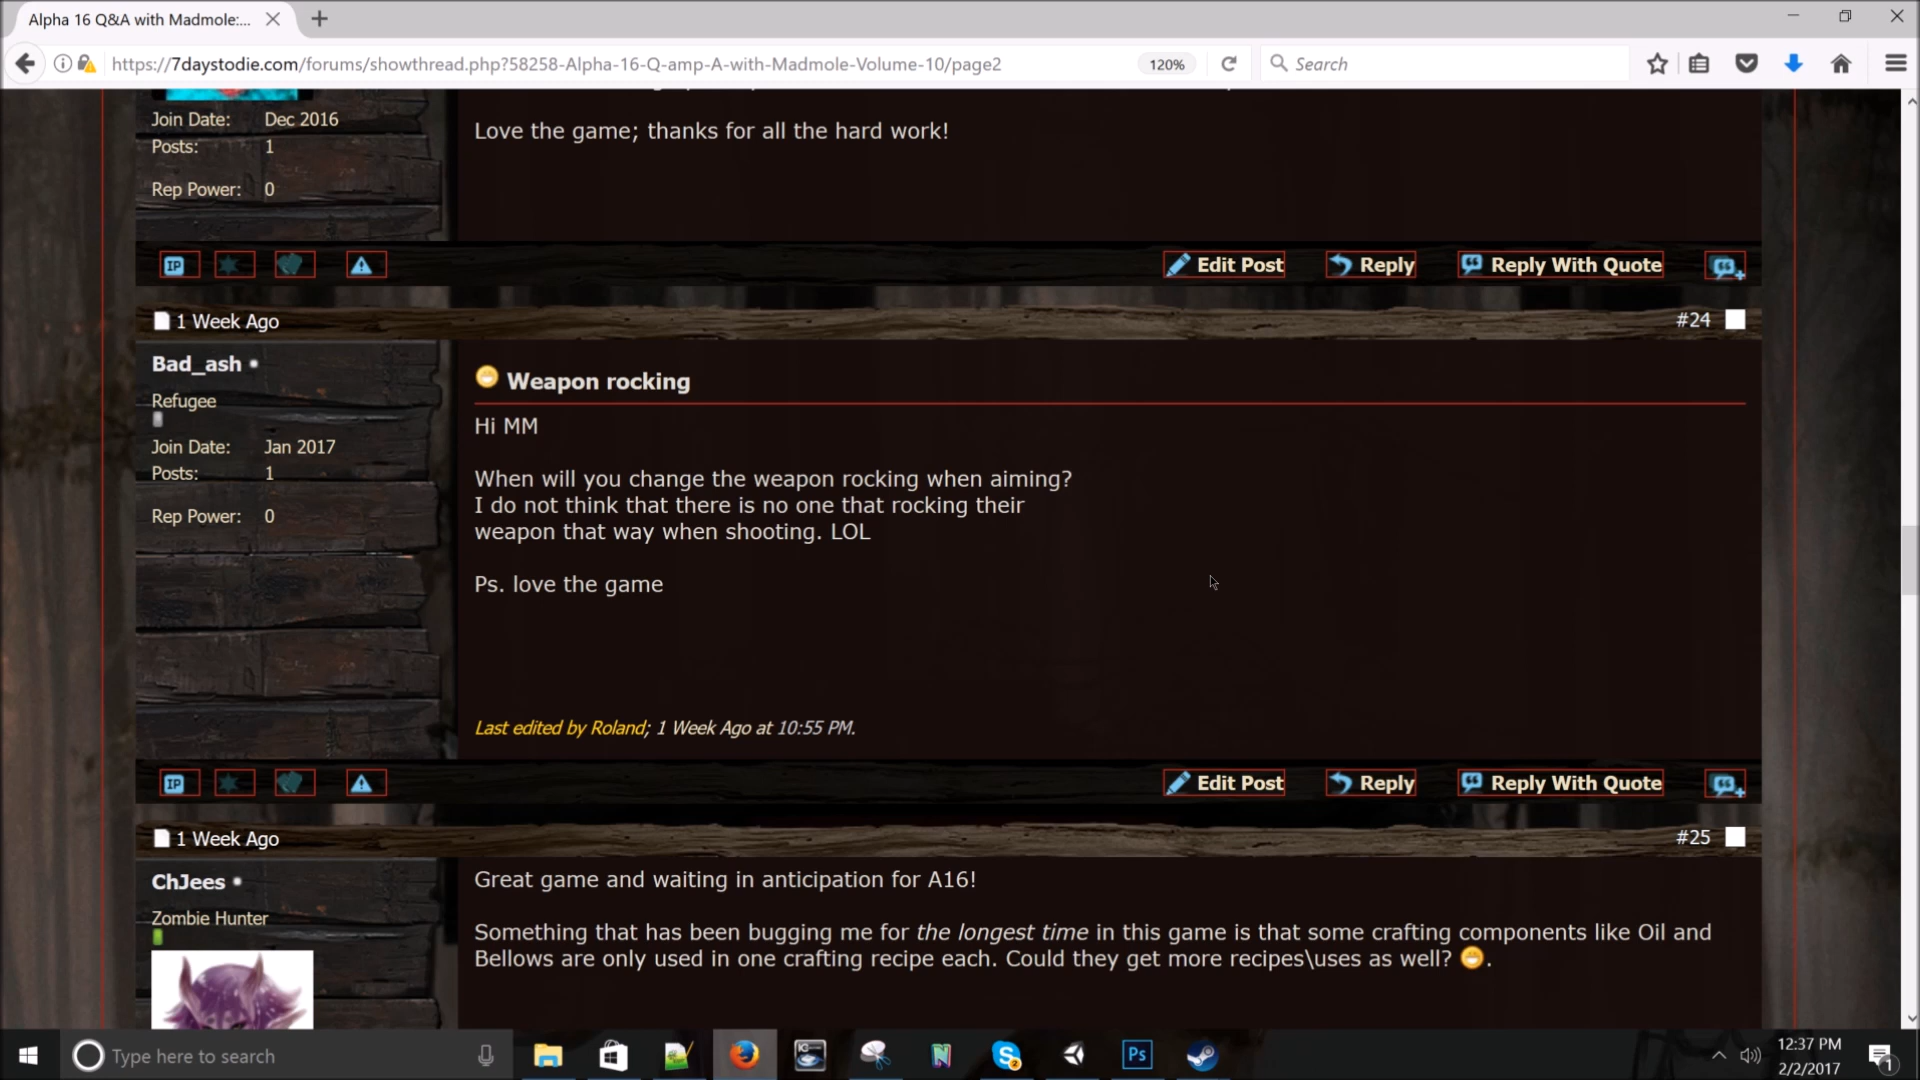 Alpha 16 Q&A with Madmole:...
https://7daystodie.com/forums/showthread.php?58258-Alpha-16-Q-amp-A-with-Madmole-Volume-10/page2
120%
Search
Join Date: Dec 2016
Posts: 1
Rep Power: 0
Love the game; thanks for all the hard work!
IP
Edit Post
Reply
Reply With Quote
1 Week Ago
#24
Bad_ash
Refugee
Join Date: Jan 2017
Posts: 1
Rep Power: 0
Weapon rocking
Hi MM
When will you change the weapon rocking when aiming?
I do not think that there is no one that rocking their
weapon that way when shooting. LOL
Ps. love the game
Last edited by Roland; 1 Week Ago at 10:55 PM.
IP
Edit Post
Reply
Reply With Quote
1 Week Ago
#25
ChJees
Zombie Hunter
Great game and waiting in anticipation for A16!
Something that has been bugging me for the longest time in this game is that some crafting components like Oil and
Bellows are only used in one crafting recipe each. Could they get more recipes\uses as well? .
Type here to search
N
S
2
Ps
12:37 PM
2/2/2017
1